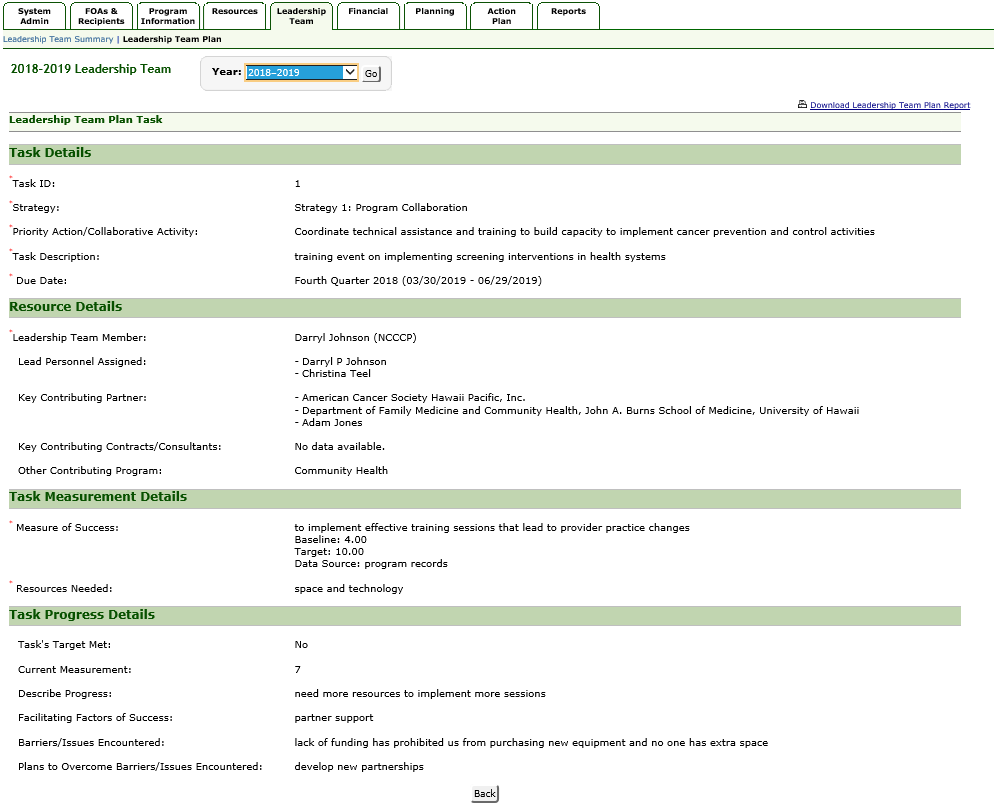 System Admin
FOAs & Recipients
Program Information
Resources
Leadership Team
Financial
Planning
Action Plan
Reports
Leadership Team Summary | Leadership Team Plan
2018-2019 Leadership Team
Year: 2018-2019 Go
Download Leadership Team Plan Report
Leadership Team Plan Task
Task Details
*Task ID: 1
*Strategy: Strategy 1: Program Collaboration
*Priority Action/Collaborative Activity: Coordinate technical assistance and training to build capacity to implement cancer prevention and control activities
*Task Description: training event on implementing screening interventions in health systems
* Due Date: Fourth Quarter 2018 (03/30/2019 - 06/29/2019)
Resource Details
*Leadership Team Member: Darryl Johnson (NCCCP)
Lead Personnel Assigned: - Darryl P Johnson
- Christina Teel
Key Contributing Partner: - American Cancer Society Hawaii Pacific, Inc.
- Department of Family Medicine and Community Health, John A. Burns School of Medicine, University of Hawaii
- Adam Jones
Key Contributing Contracts/Consultants: No data available.
Other Contributing Program: Community Health
Task Measurement Details
* Measure of Success: to implement effective training sessions that lead to provider practice changes
Baseline: 4.00
Target: 10.00
Data Source: program records
* Resources Needed: space and technology
Task Progress Details
Task's Target Met: No
Current Measurement: 7
Describe Progress: need more resources to implement more sessions
Facilitating Factors of Success: partner support
Barriers/Issues Encountered: lack of funding has prohibited us from purchasing new equipment and no one has extra space
Plans to Overcome Barriers/Issues Encountered: develop new partnerships
Back